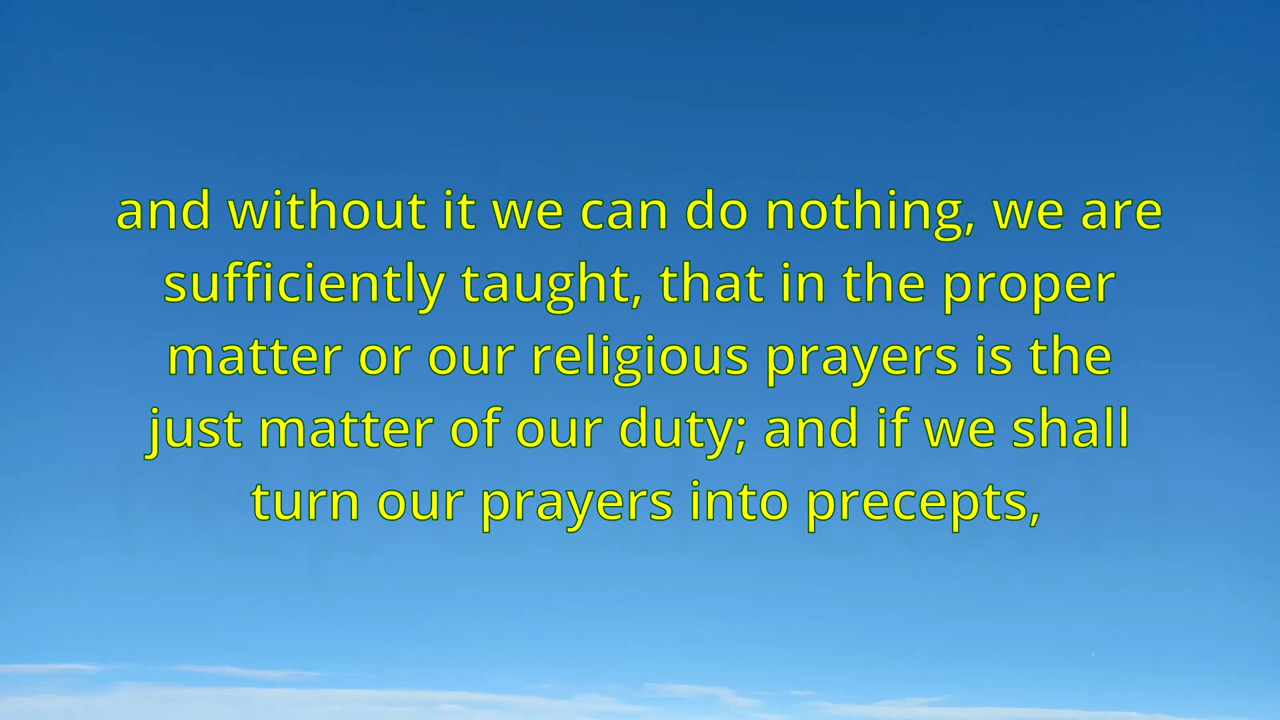 and without it we can do nothing, we are
sufficiently taught, that in the proper
matter or our religious prayers is the
just matter of our duty; and if we shall
turn our prayers into precepts,